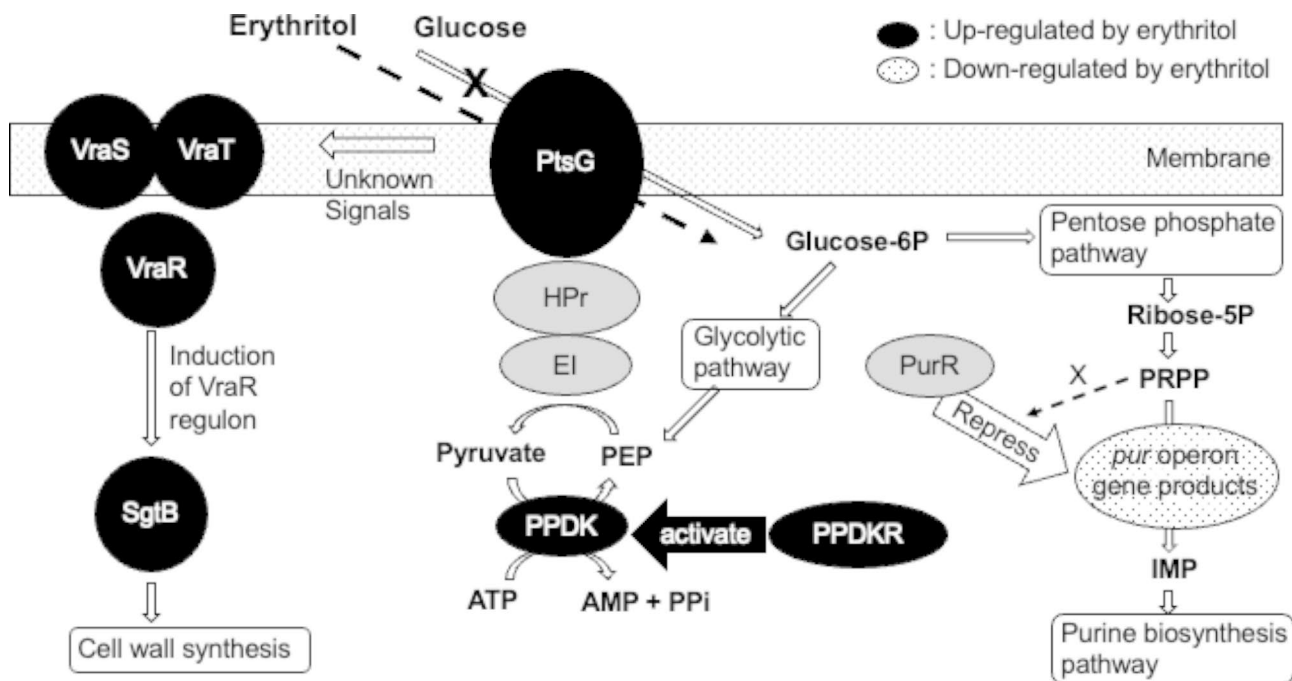 Erythritol
Glucose
: Up-regulated by erythritol
: Down-regulated by erythritol
X
VraS
VraT
PtsG
Membrane
Unknown
Signals
VraR
Glucose-6P
Pentose phosphate
pathway
HPr
Ribose-5P
Induction
of VraR
regulon
EI
Glycolytic
pathway
PurR
X
PRPP
Repress
Pyruvate
PEP
pur operon
gene products
SgtB
PPDK
activate
PPDKR
IMP
ATP
AMP + PPi
Cell wall synthesis
Purine biosynthesis
pathway